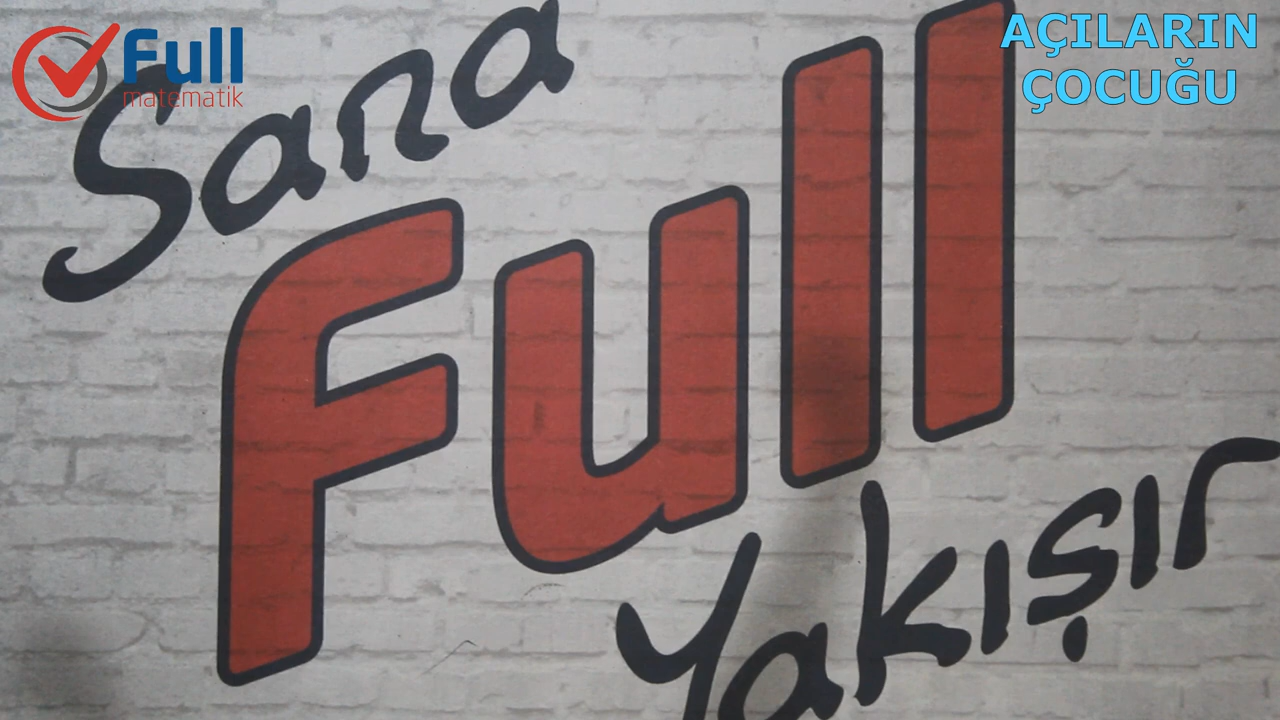 Full
matematik
AÇILARIN
ÇOCUĞU
Sana
Full
Yakışır